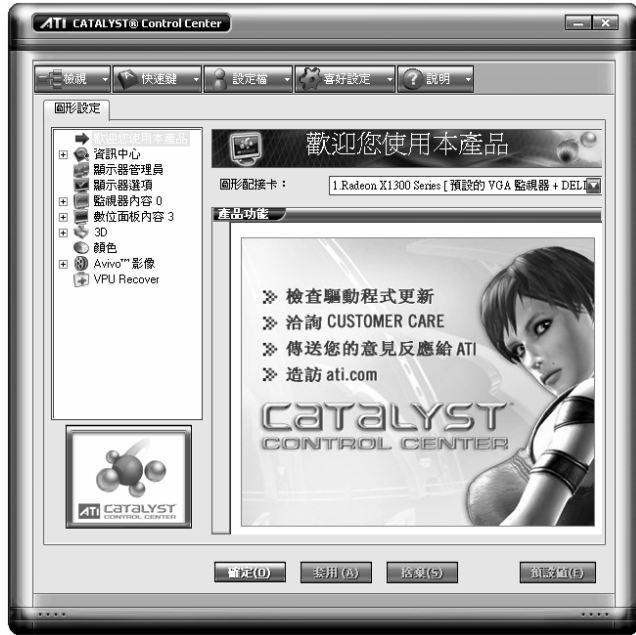 ATI CATALYST® Control Center
檢視 快速鍵 設定檔 喜好設定 說明
圖形設定
歡迎您使用本產品
資訊中心
顯示器管理員
顯示器選項
監視器內容 0
數位面板內容 3
3D
顏色
Avivo™ 影像
VPU Recover
歡迎您使用本產品
圖形配接卡：
1.Radeon X1300 Series [ 預設的 VGA 監視器 + DELL
產品功能
檢查驅動程式更新
洽詢 CUSTOMER CARE
傳送您的意見反應給 ATI
造訪 ati.com
CATALYST™
CONTROL CENTER
ATI CATALYST
CONTROL CENTER
確定(O) 套用 (A) 捨棄(S) 預設值(E)